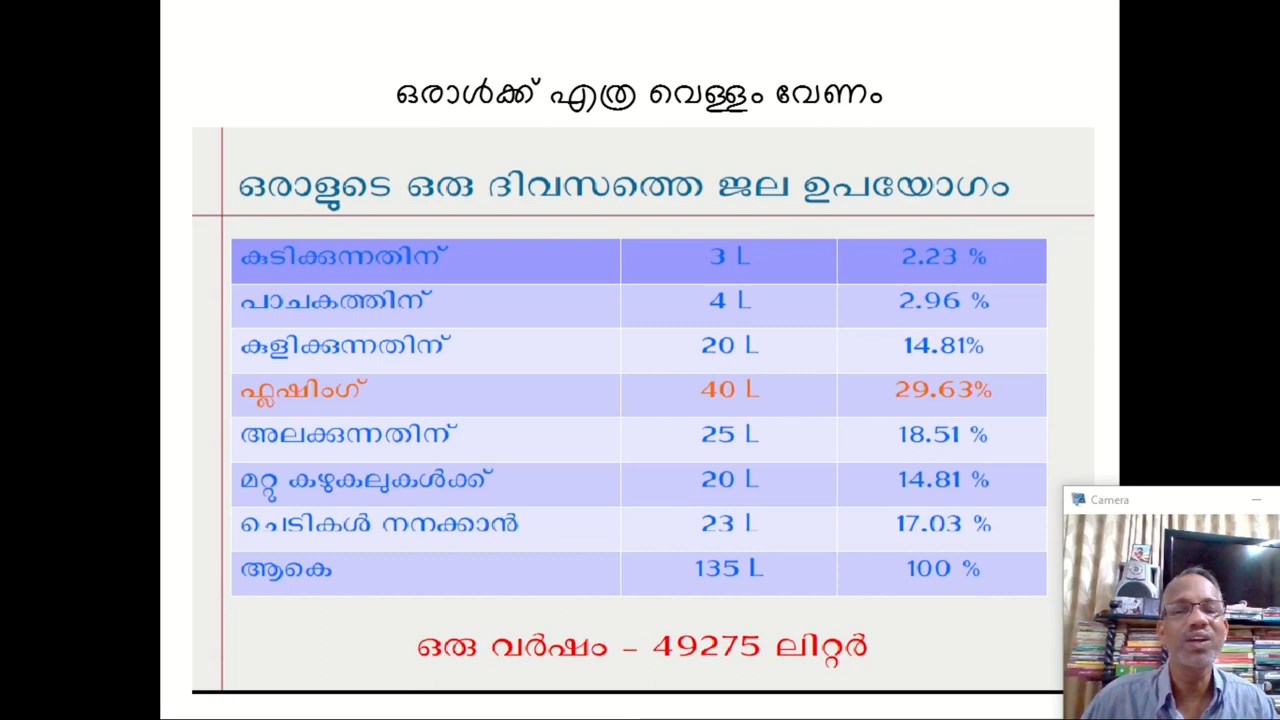 ഒരാൾക്ക് എത്ര വെള്ളം വേണം
ഒരാളുടെ ഒരു ദിവസത്തെ ജല ഉപയോഗം
കുടിക്കുന്നതിന് 3 L 2.23 %
പാചകത്തിന് 4 L 2.96 %
കുളിക്കുന്നതിന് 20 L 14.81%
ഫ്ലഷിംഗ് 40 L 29.63%
അലക്കുന്നതിന് 25 L 18.51 %
മറ്റു കഴുകലുകൾക്ക് 20 L 14.81 %
ചെടികൾ നനക്കാൻ 23 L 17.03 %
ആകെ 135 L 100 %
ഒരു വർഷം – 49275 ലിറ്റർ
Camera